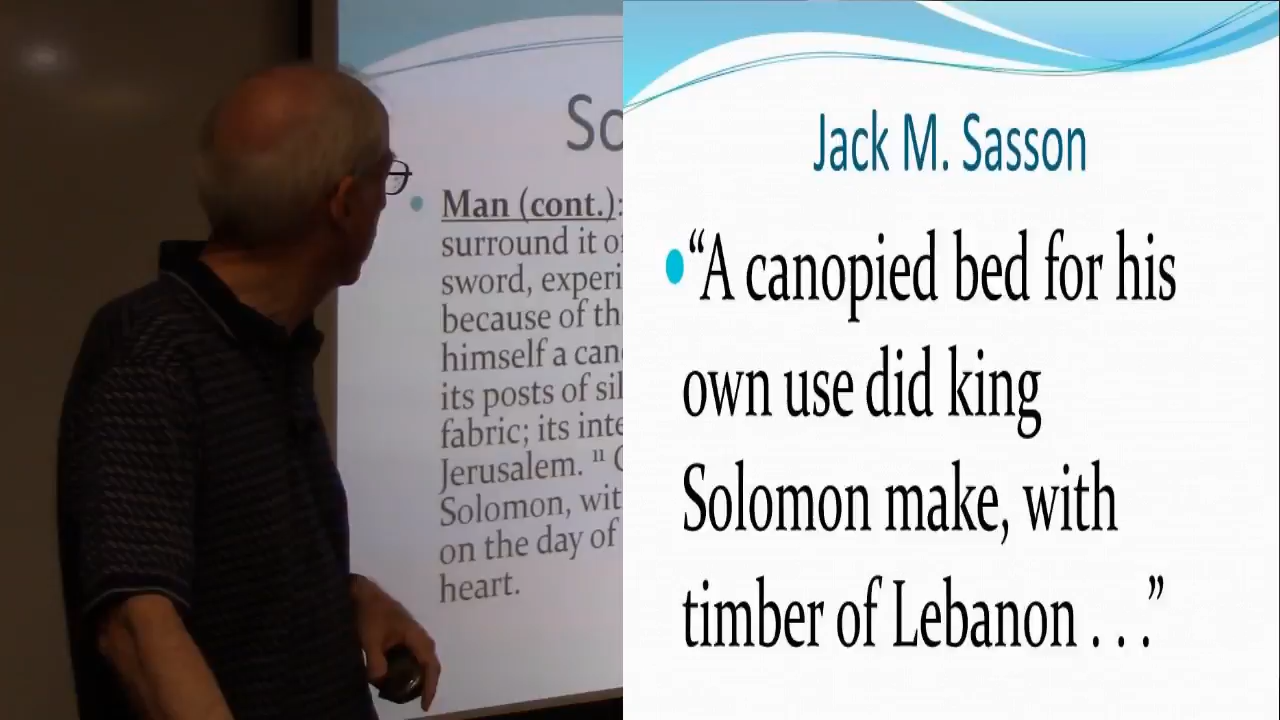 So
• Man (cont.):
surround it o
sword, experi
because of th
himself a can
its posts of sil
fabric; its inte
Jerusalem. 11
Solomon, wit
on the day of
heart.
Jack M. Sasson
• “A canopied bed for his
own use did king
Solomon make, with
timber of Lebanon . . .”